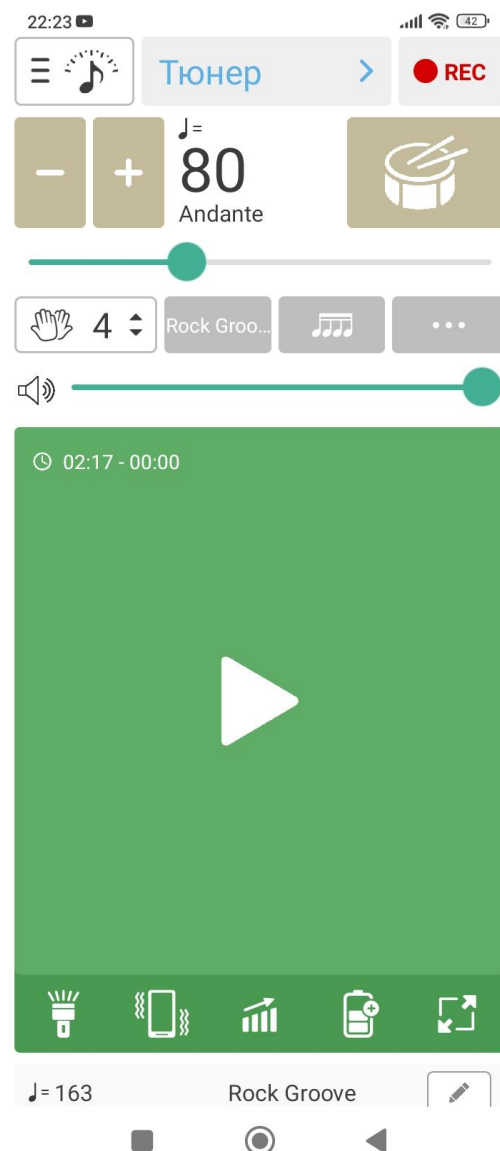 22:23
42
Тюнер
REC
=
80
Andante
4
Rock Groo...
02:17 - 00:00
= 163
Rock Groove